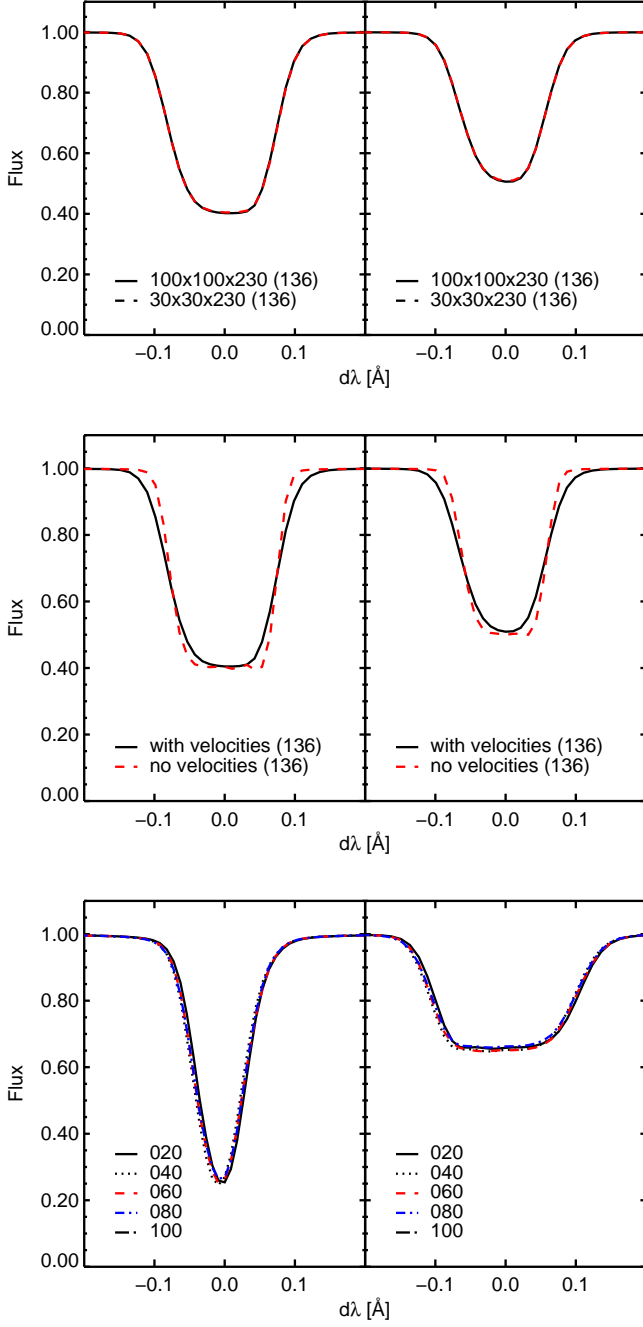 1.00
0.80
0.60
0.40
0.20
0.00
Flux
100x100x230 (136)
30x30x230 (136)
100x100x230 (136)
30x30x230 (136)
−0.1 0.0 0.1
−0.1 0.0 0.1
dλ [Å]
dλ [Å]
1.00
0.80
0.60
0.40
0.20
0.00
Flux
with velocities (136)
no velocities (136)
with velocities (136)
no velocities (136)
−0.1 0.0 0.1
−0.1 0.0 0.1
dλ [Å]
dλ [Å]
1.00
0.80
0.60
0.40
0.20
0.00
Flux
020
040
060
080
100
020
040
060
080
100
−0.1 0.0 0.1
−0.1 0.0 0.1
dλ [Å]
dλ [Å]